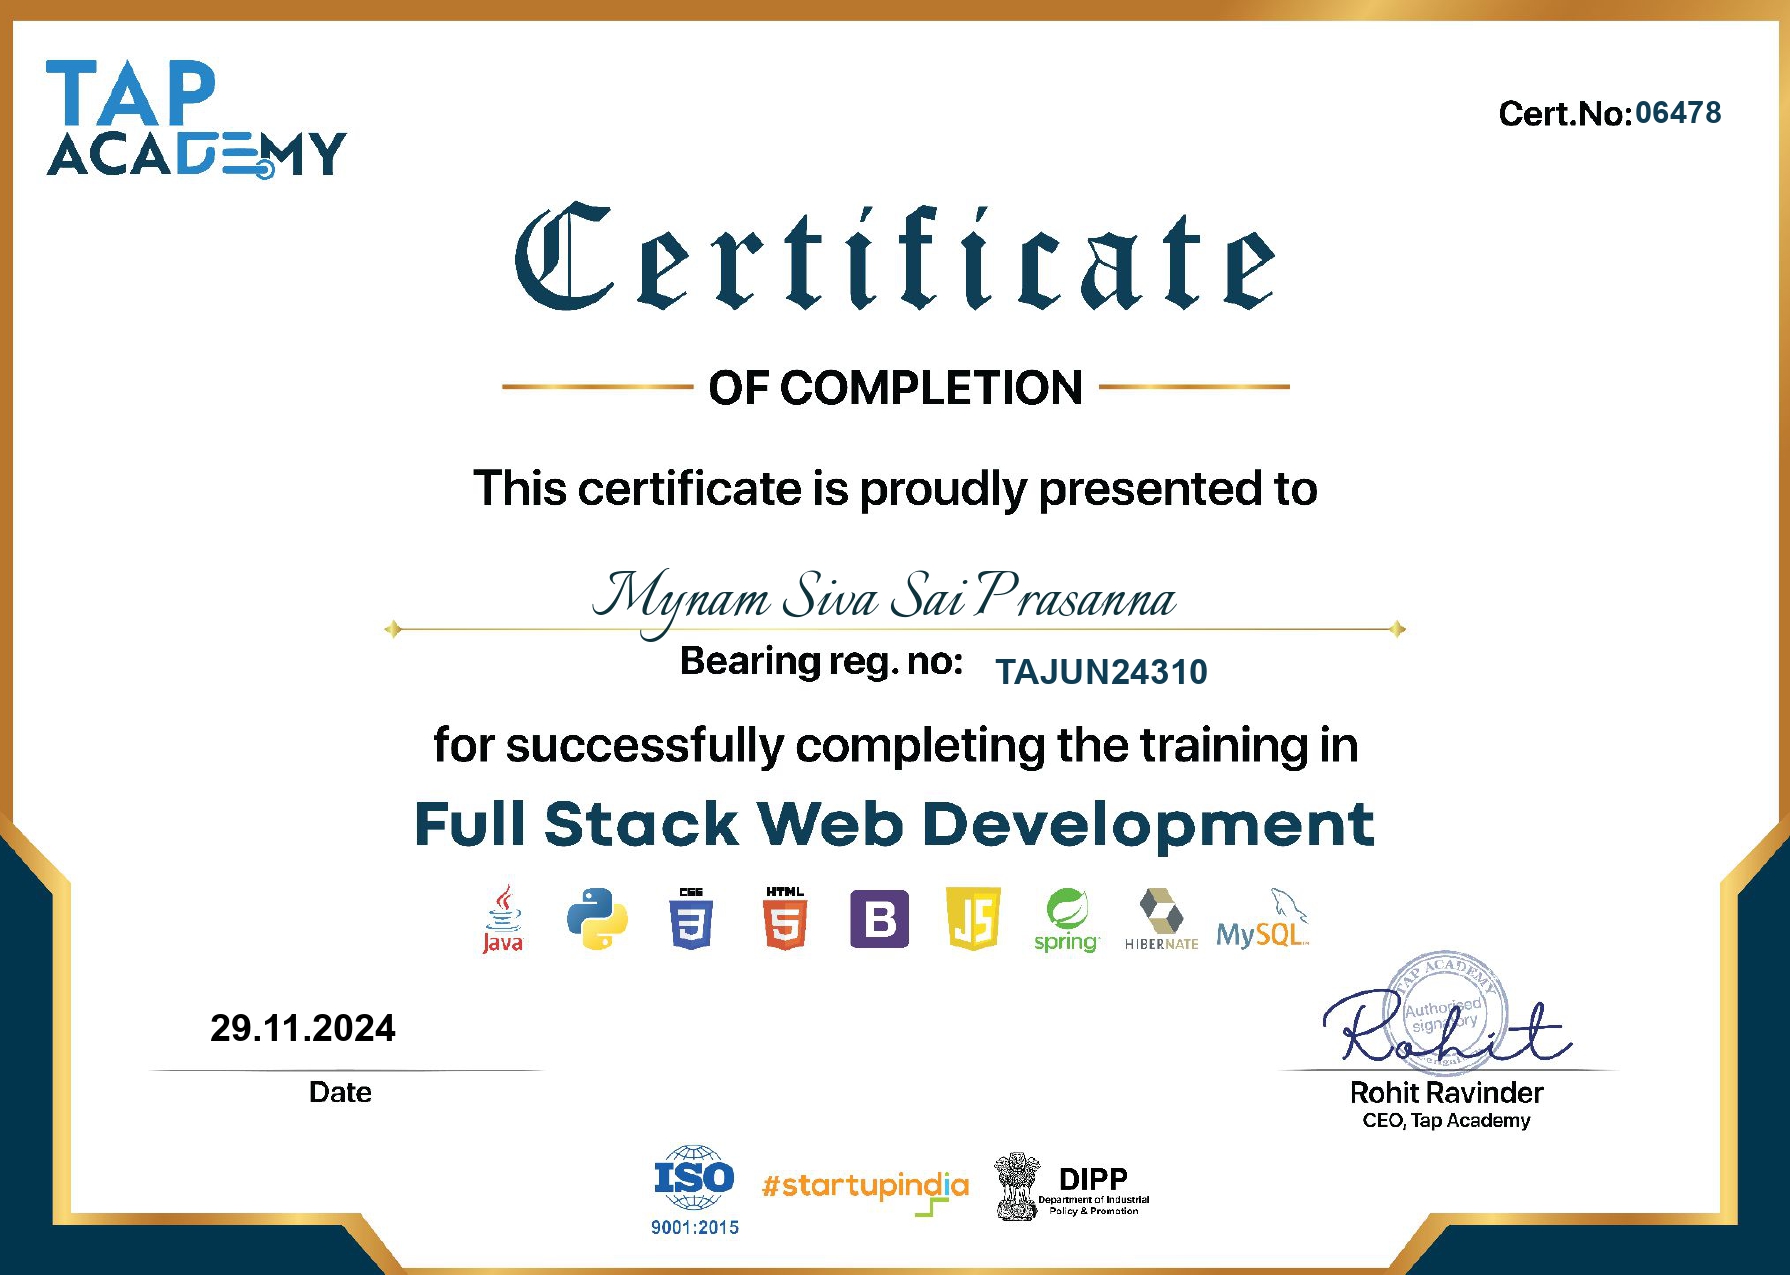 TAP
ACADEMY
Cert.No:06478
Certificate
OF COMPLETION
This certificate is proudly presented to
Mynam Siva Sai Prasanna
Bearing reg. no: TAJUN24310
for successfully completing the training in
Full Stack Web Development
Java
CSS
3
HTML
5
B
JS
spring
HIBERNATE
MySQL
TAP ACADEMY
Authorised
signatory
Rohit
29.11.2024
Date
Rohit Ravinder
CEO, Tap Academy
ISO
9001:2015
#startupindia
DIPP
Department of Industrial
Policy & Promotion